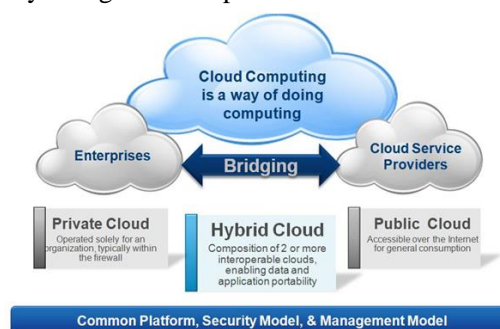 Cloud Computing
is a way of doing
computing
Enterprises
Bridging
Cloud Service
Providers
Private Cloud
Operated solely for an
organization, typically within
the firewall
Hybrid Cloud
Composition of 2 or more
interoperable clouds,
enabling data and
application portability
Public Cloud
Accessible over the Internet
for general consumption
Common Platform, Security Model, & Management Model